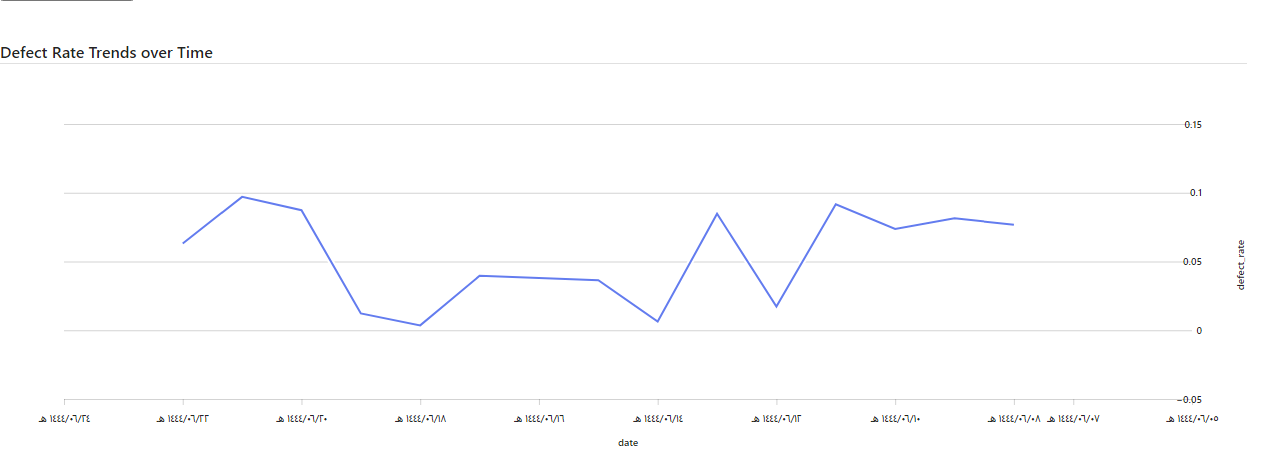 Defect Rate Trends over Time
0.15
0.1
0.05
0
−0.05
defect_rate
١٤٤٤/٠٦/٢٤ هـ
١٤٤٤/٠٦/٢٢ هـ
١٤٤٤/٠٦/٢٠ هـ
١٤٤٤/٠٦/١٨ هـ
١٤٤٤/٠٦/١٦ هـ
١٤٤٤/٠٦/١٤ هـ
١٤٤٤/٠٦/١٢ هـ
١٤٤٤/٠٦/١٠ هـ
١٤٤٤/٠٦/٠٨ هـ
١٤٤٤/٠٦/٠٧ هـ
١٤٤٤/٠٦/٠٥ هـ
date